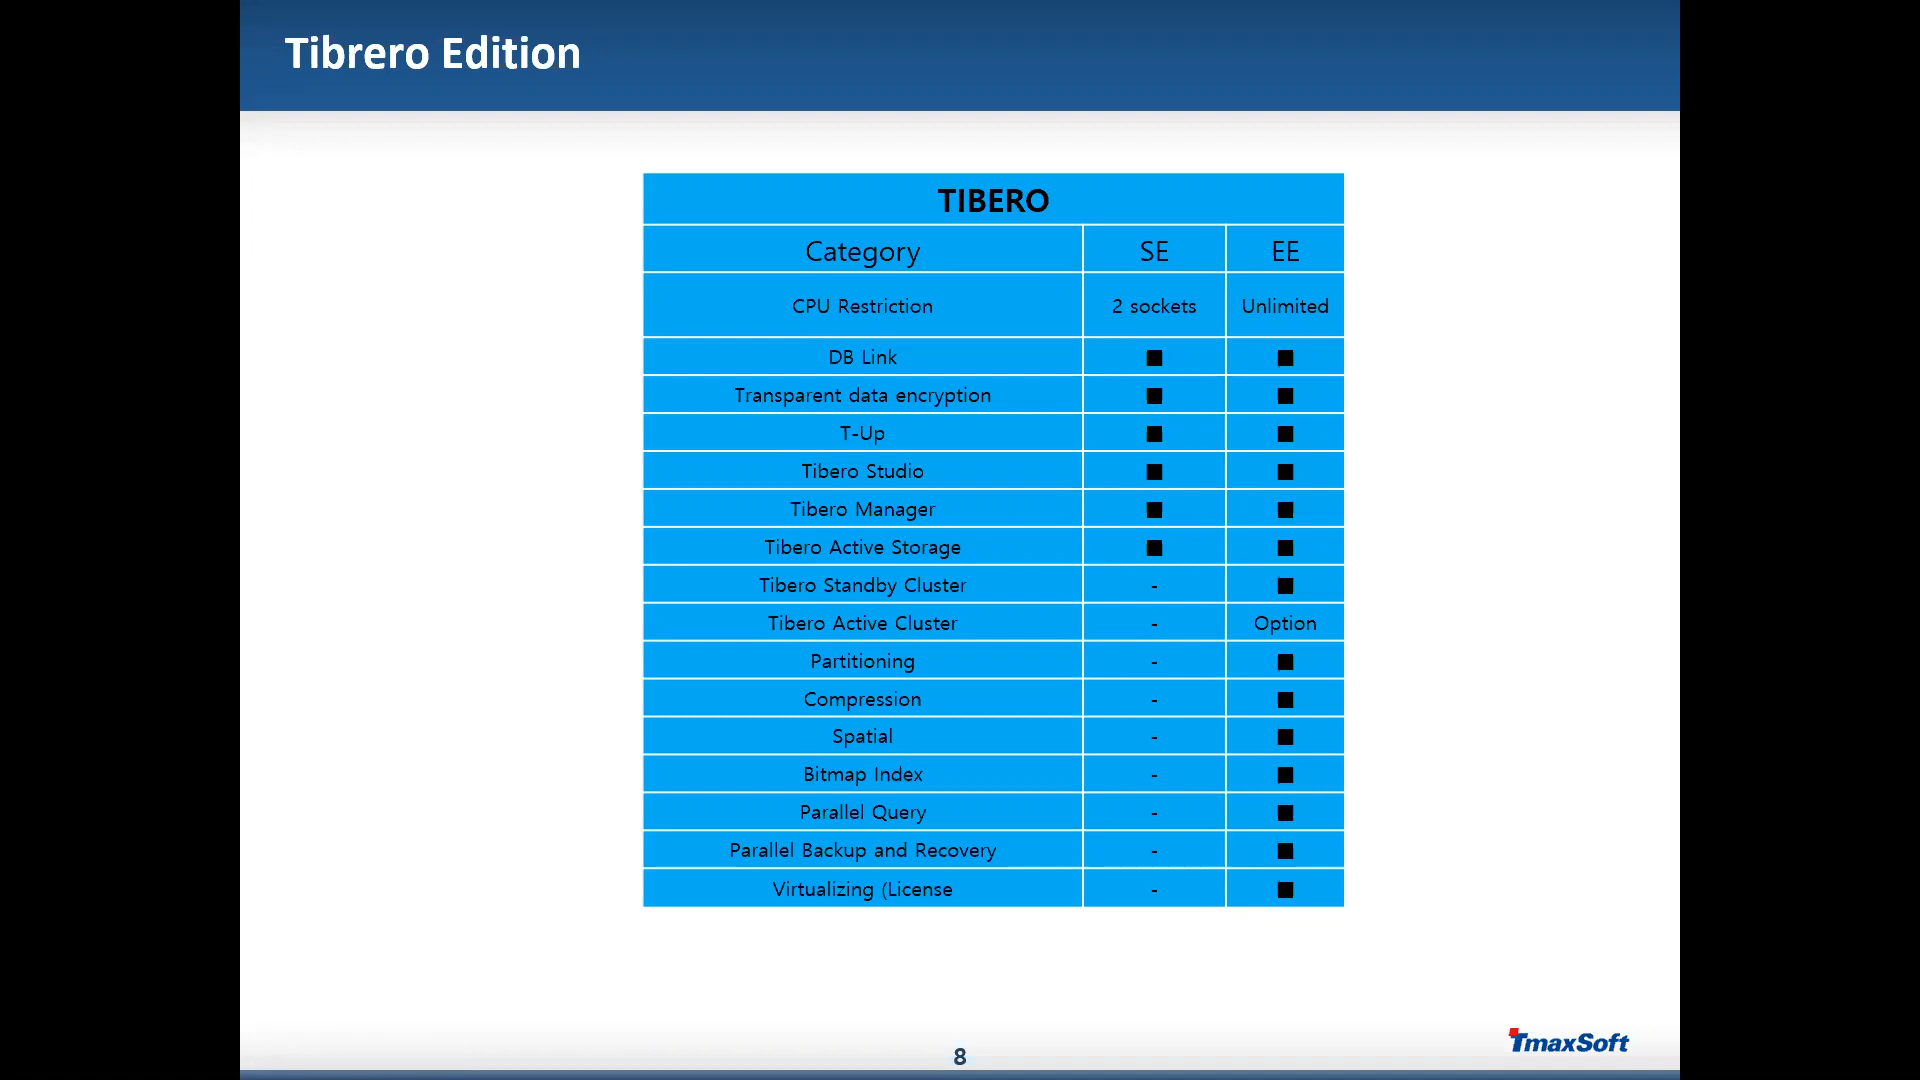 Tibrero Edition
TIBERO
Category SE EE
CPU Restriction 2 sockets Unlimited
DB Link ■ ■
Transparent data encryption ■ ■
T-Up ■ ■
Tibero Studio ■ ■
Tibero Manager ■ ■
Tibero Active Storage ■ ■
Tibero Standby Cluster - ■
Tibero Active Cluster - Option
Partitioning - ■
Compression - ■
Spatial - ■
Bitmap Index - ■
Parallel Query - ■
Parallel Backup and Recovery - ■
Virtualizing (License - ■
TmaxSoft
8